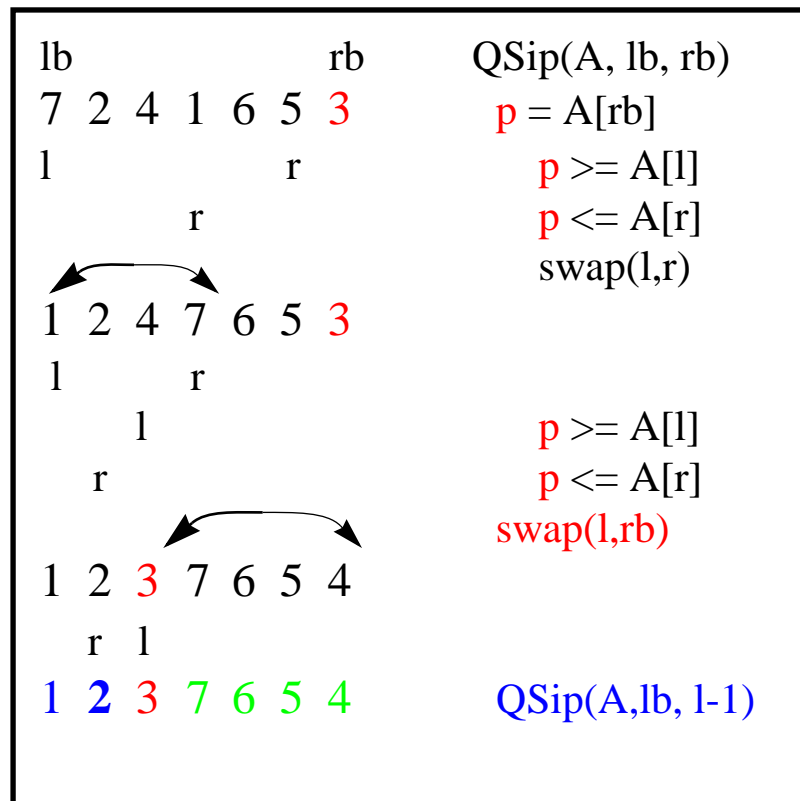 lb rb QSip(A, lb, rb)
7 2 4 1 6 5 3 p = A[rb]
l r p >= A[l]
r p <= A[r]
swap(l,r)
1 2 4 7 6 5 3
l r
l p >= A[l]
r p <= A[r]
swap(l,rb)
1 2 3 7 6 5 4
r l
1 2 3 7 6 5 4 QSip(A,lb, l-1)